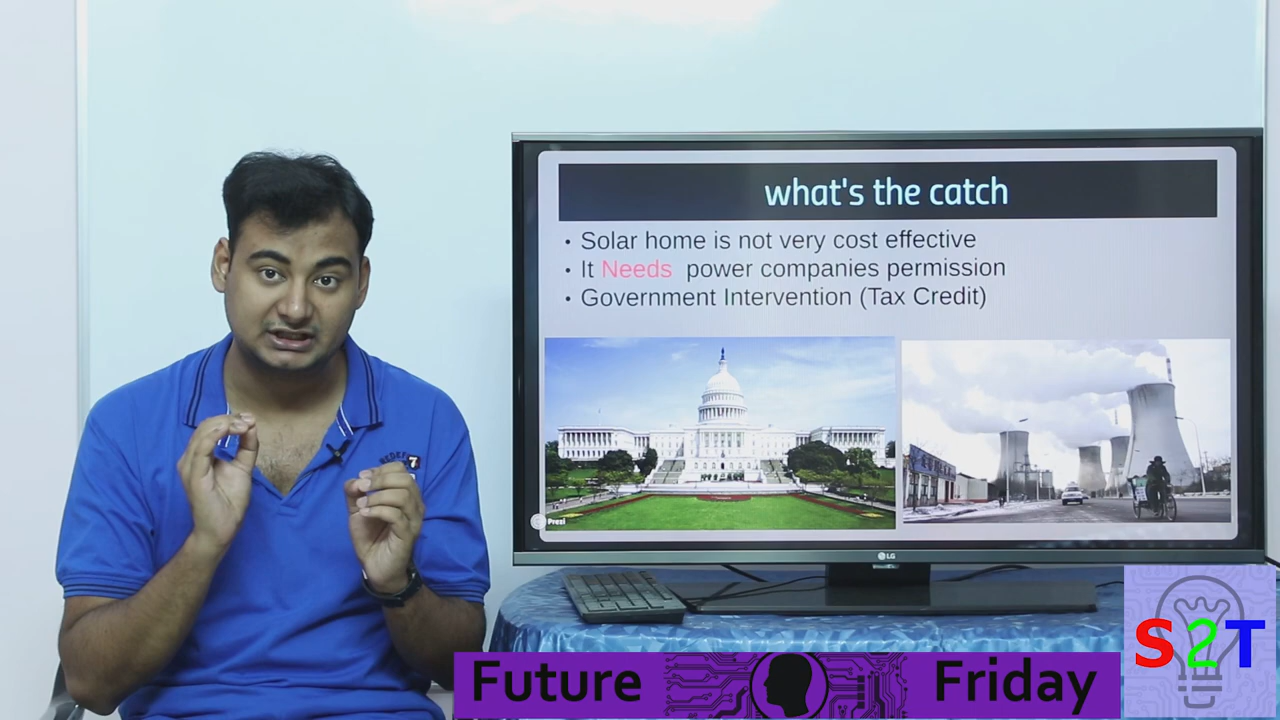 what's the catch
• Solar home is not very cost effective
• It Needs power companies permission
• Government Intervention (Tax Credit)
Prezi
LG
7
Future Friday
S2T